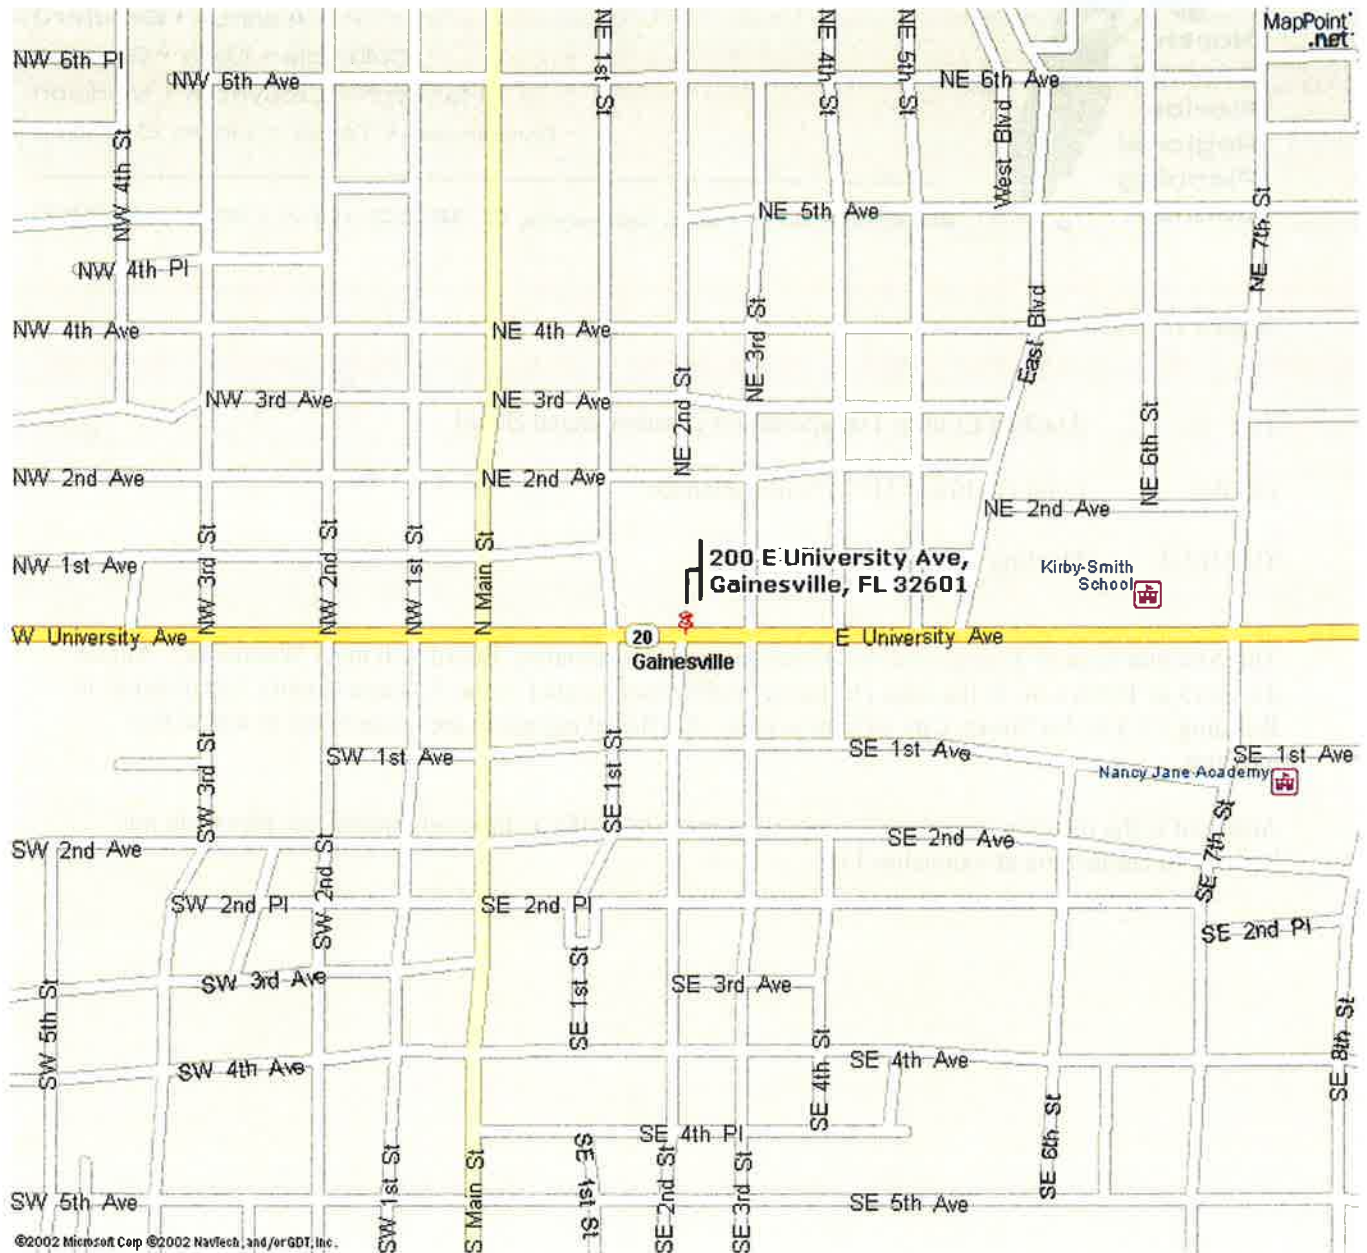 MapPoint
.net
NW 6th Pl
NW 6th Ave
NE 6th Ave
NE 1st St
NE 4th St
NE 5th St
West Blvd
NW 4th St
NE 5th Ave
NE 7th St
NW 4th Pl
NW 4th Ave
NE 4th Ave
NE 3rd St
East Blvd
NW 3rd Ave
NE 3rd Ave
NE 2nd St
NE 6th St
NW 2nd Ave
NE 2nd Ave
NE 2nd Ave
NW 1st Ave
NW 3rd St
NW 2nd St
NW 1st St
N Main St
200 E University Ave,
Gainesville, FL 32601
Kirby-Smith
School
W University Ave
20
E University Ave
Gainesville
SW 3rd St
SW 1st Ave
SE 1st St
SE 1st Ave
SE 1st Ave
Nancy Jane Academy
SW 2nd Ave
SW 2nd St
SE 2nd Ave
SE 7th St
SW 2nd Pl
SE 2nd Pl
SE 2nd Pl
SW 3rd Ave
SE 1st St
SE 3rd Ave
SW 5th St
SW 4th Ave
SE 4th St
SE 4th Ave
SE 8th St
SE 4th Pl
SE 6th St
SW 5th Ave
SW 1st St
S Main St
SE 1st St
SE 2nd St
SE 3rd St
SE 5th Ave
©2002 Microsoft Corp ©2002 NavTech, and/or GDT, Inc.